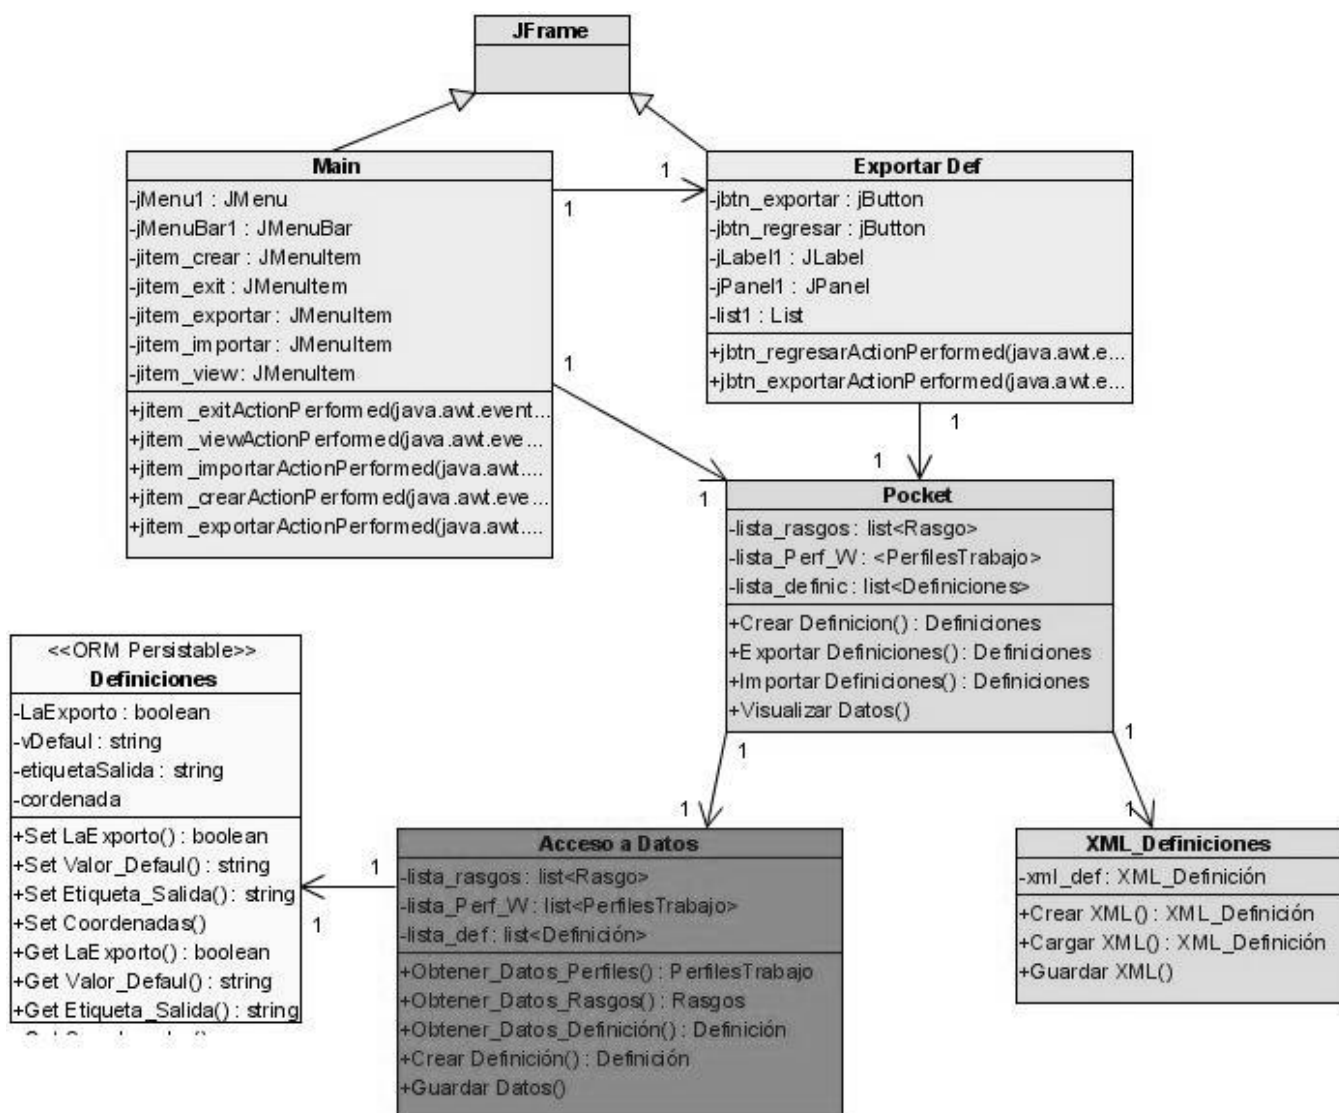 JFrame
Main
-jMenu1 : JMenu
-jMenuBar1 : JMenuBar
-jitem_crear : JMenuItem
-jitem_exit : JMenuItem
-jitem_exportar : JMenuItem
-jitem_importar : JMenuItem
-jitem_view : JMenuItem
+jitem_exitActionPerformed(java.awt.event...
+jitem_viewActionPerformed(java.awt.eve...
+jitem_importarActionPerformed(java.awt....
+jitem_crearActionPerformed(java.awt.eve...
+jitem_exportarActionPerformed(java.awt....
1
1
Exportar Def
-jbtn_exportar : jButton
-jbtn_regresar : jButton
-jLabel1 : JLabel
-jPanel1 : JPanel
-list1 : List
+jbtn_regresarActionPerformed(java.awt.e...
+jbtn_exportarActionPerformed(java.awt.e...
1
1
1
1
Pocket
-lista_rasgos : list<Rasgo>
-lista_Perf_W : <PerfilesTrabajo>
-lista_definic : list<Definiciones>
+Crear Definicion() : Definiciones
+Exportar Definiciones() : Definiciones
+Importar Definiciones() : Definiciones
+Visualizar Datos()
<<ORM Persistable>>
Definiciones
-LaExporto : boolean
-vDefaul : string
-etiquetaSalida : string
-cordenada
+Set LaExporto() : boolean
+Set Valor_Defaul() : string
+Set Etiqueta_Salida() : string
+Set Coordenadas()
+Get LaExporto() : boolean
+Get Valor_Defaul() : string
+Get Etiqueta_Salida() : string
1
1
1
1
Acceso a Datos
-lista_rasgos : list<Rasgo>
-lista_Perf_W : list<PerfilesTrabajo>
-lista_def : list<Definición>
+Obtener_Datos_Perfiles() : PerfilesTrabajo
+Obtener_Datos_Rasgos() : Rasgos
+Obtener_Datos_Definición() : Definición
+Crear Definición() : Definición
+Guardar Datos()
1
1
XML_Definiciones
-xml_def : XML_Definición
+Crear XML() : XML_Definición
+Cargar XML() : XML_Definición
+Guardar XML()